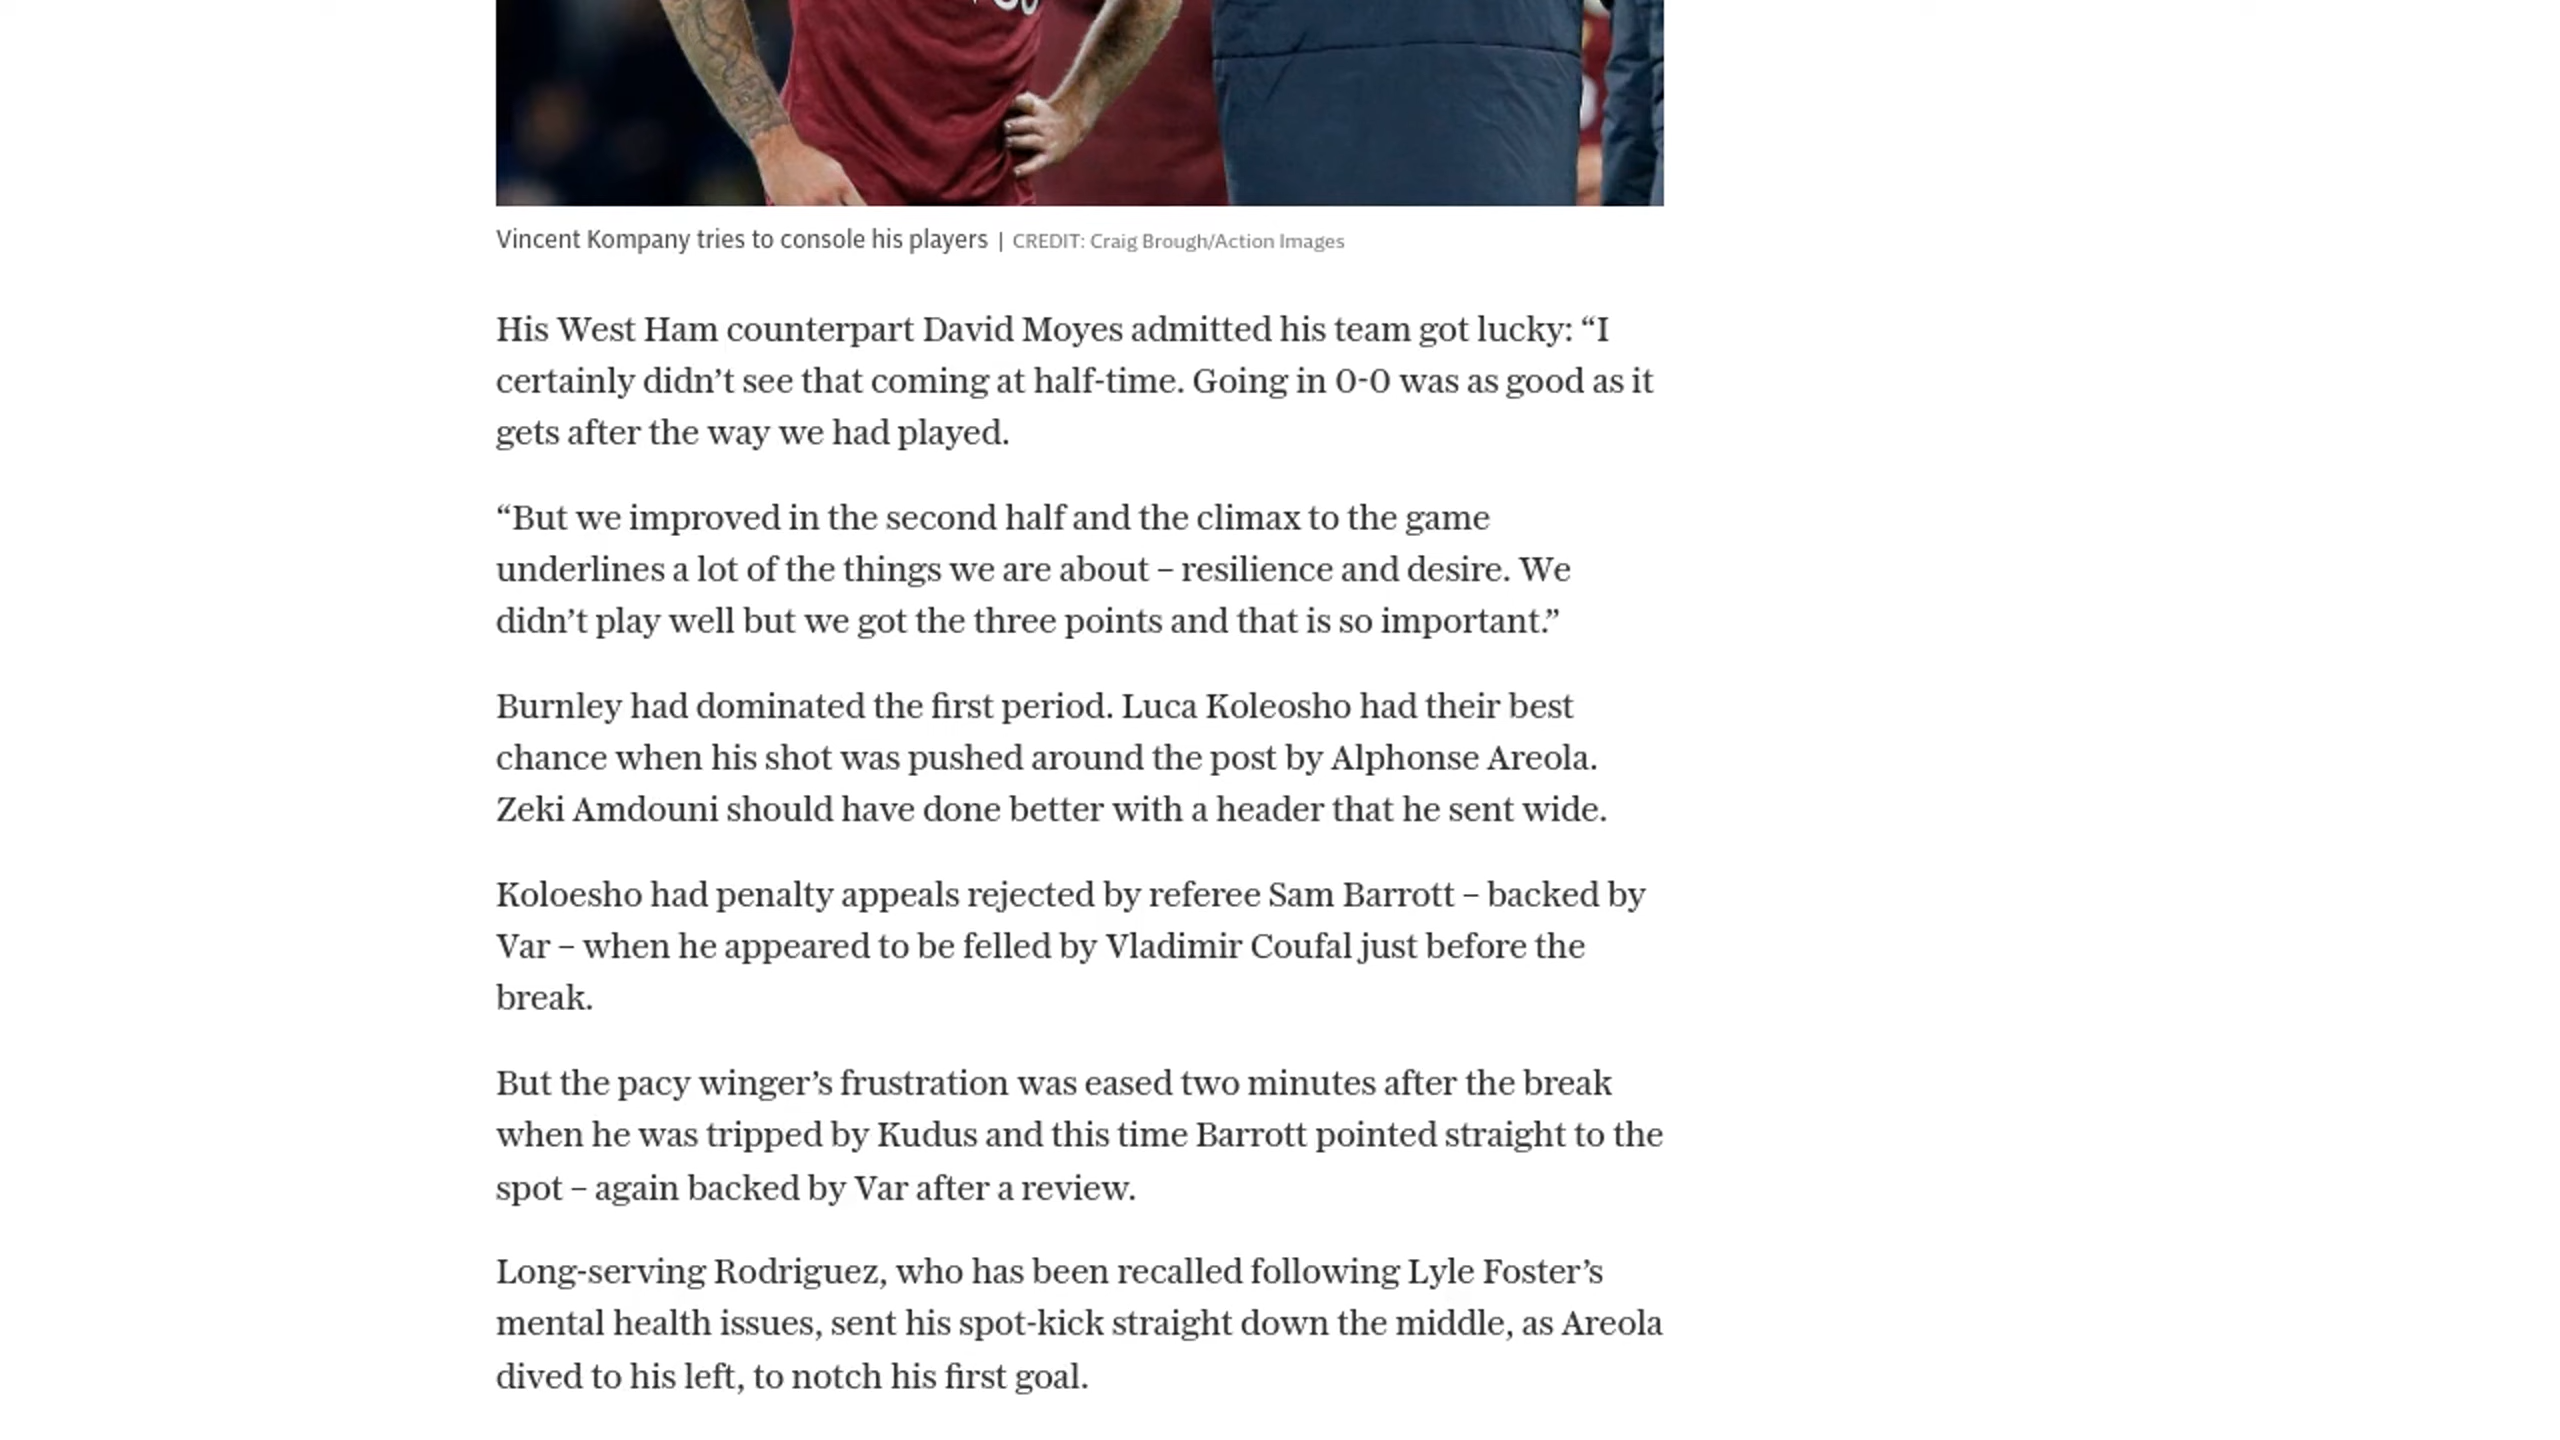 Vincent Kompany tries to console his players | CREDIT: Craig Brough/Action Images
His West Ham counterpart David Moyes admitted his team got lucky: “I
certainly didn’t see that coming at half-time. Going in 0-0 was as good as it
gets after the way we had played.
“But we improved in the second half and the climax to the game
underlines a lot of the things we are about – resilience and desire. We
didn’t play well but we got the three points and that is so important.”
Burnley had dominated the first period. Luca Koleosho had their best
chance when his shot was pushed around the post by Alphonse Areola.
Zeki Amdouni should have done better with a header that he sent wide.
Koloesho had penalty appeals rejected by referee Sam Barrott – backed by
Var – when he appeared to be felled by Vladimir Coufal just before the
break.
But the pacy winger’s frustration was eased two minutes after the break
when he was tripped by Kudus and this time Barrott pointed straight to the
spot – again backed by Var after a review.
Long-serving Rodriguez, who has been recalled following Lyle Foster’s
mental health issues, sent his spot-kick straight down the middle, as Areola
dived to his left, to notch his first goal.